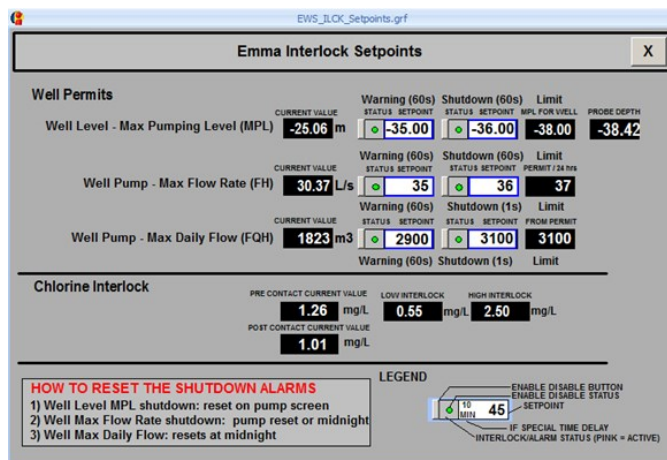 EWS_ILCK_Setpoints.grf
Emma Interlock Setpoints X
Well Permits
Warning (60s) Shutdown (60s) Limit
CURRENT VALUE STATUS SETPOINT STATUS SETPOINT MPL FOR WELL PROBE DEPTH
Well Level - Max Pumping Level (MPL) -25.06 m -35.00 -36.00 -38.00 -38.42
Warning (60s) Shutdown (60s) Limit
CURRENT VALUE STATUS SETPOINT STATUS SETPOINT PERMIT / 24 hrs
Well Pump - Max Flow Rate (FH) 30.37 L/s 35 36 37
Warning (60s) Shutdown (1s) Limit
CURRENT VALUE STATUS SETPOINT STATUS SETPOINT FROM PERMIT
Well Pump - Max Daily Flow (FQH) 1823 m3 2900 3100 3100
Warning (60s) Shutdown (1s) Limit
Chlorine Interlock
PRE CONTACT CURRENT VALUE LOW INTERLOCK HIGH INTERLOCK
1.26 mg/L 0.55 mg/L 2.50 mg/L
POST CONTACT CURRENT VALUE
1.01 mg/L
HOW TO RESET THE SHUTDOWN ALARMS
1) Well Level MPL shutdown: reset on pump screen
2) Well Max Flow Rate shutdown: pump reset or midnight
3) Well Max Daily Flow: resets at midnight
LEGEND
ENABLE DISABLE BUTTON
ENABLE DISABLE STATUS
10 MIN 45 SETPOINT
IF SPECIAL TIME DELAY
INTERLOCK/ALARM STATUS (PINK = ACTIVE)